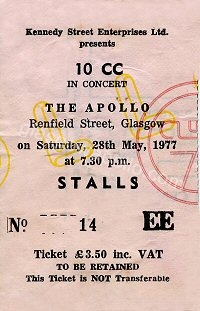 Kennedy Street Enterprises Ltd.
presents
10 CC
IN CONCERT
THE APOLLO
Renfield Street, Glasgow
on Saturday, 28th May, 1977
at 7.30 p.m.
STALLS
No 14 EE
Ticket £3.50 inc. VAT
TO BE RETAINED
This Ticket is NOT Transferable